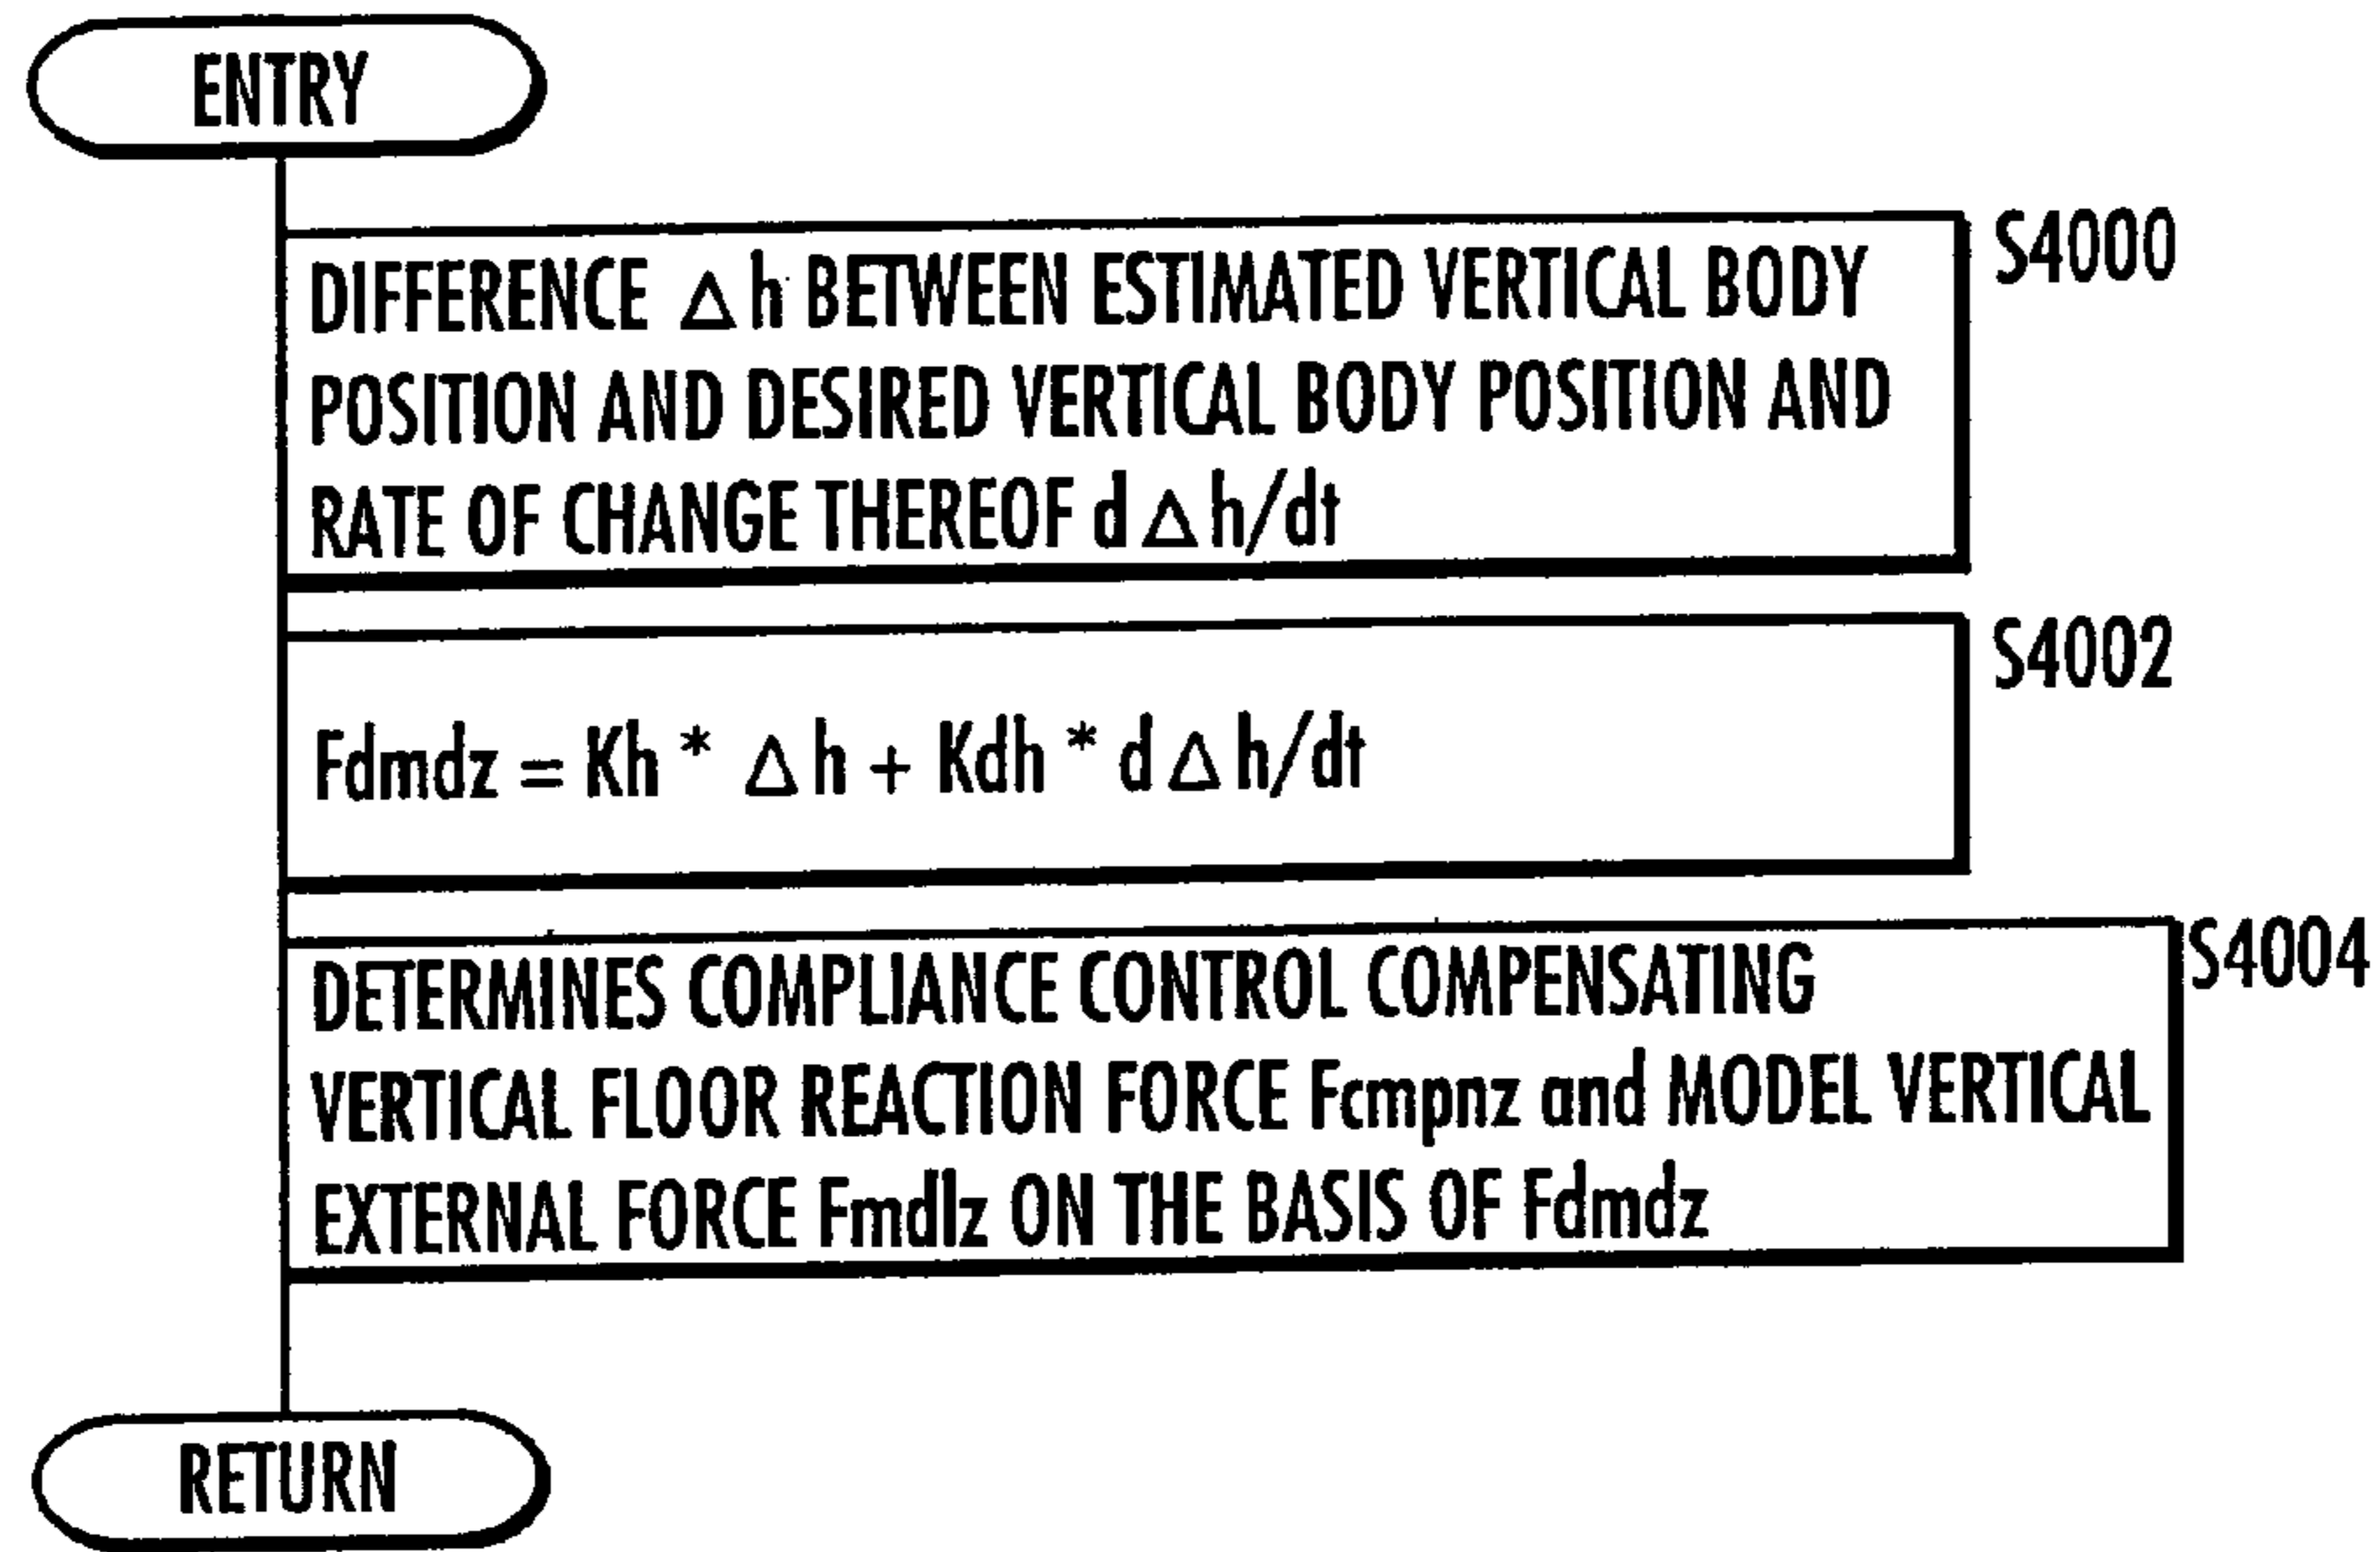 ENTRY
S4000
DIFFERENCE Δh BETWEEN ESTIMATED VERTICAL BODY
POSITION AND DESIRED VERTICAL BODY POSITION AND
RATE OF CHANGE THEREOF dΔh/dt
S4002
Fdmdz = Kh * Δh + Kdh * dΔh/dt
S4004
DETERMINES COMPLIANCE CONTROL COMPENSATING
VERTICAL FLOOR REACTION FORCE Fcmpnz and MODEL VERTICAL
EXTERNAL FORCE Fmdlz ON THE BASIS OF Fdmdz
RETURN